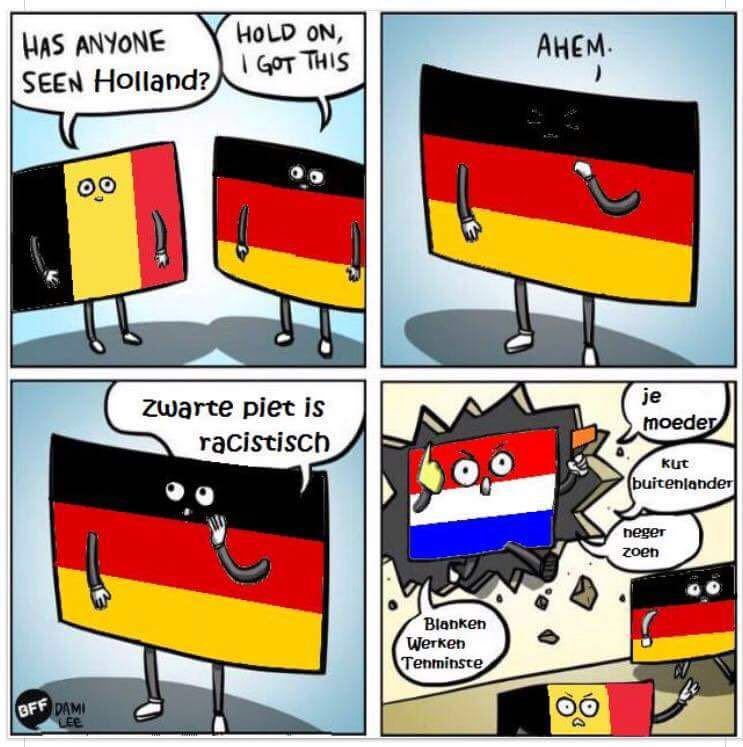 HAS ANYONE
SEEN Holland?
HOLD ON,
I GOT THIS
AHEM.
zwarte piet is
racistisch
je
moeder
kut
buitenlander
neger
zoen
Blanken
Werken
Tenminste
BFF DAMI
LEE